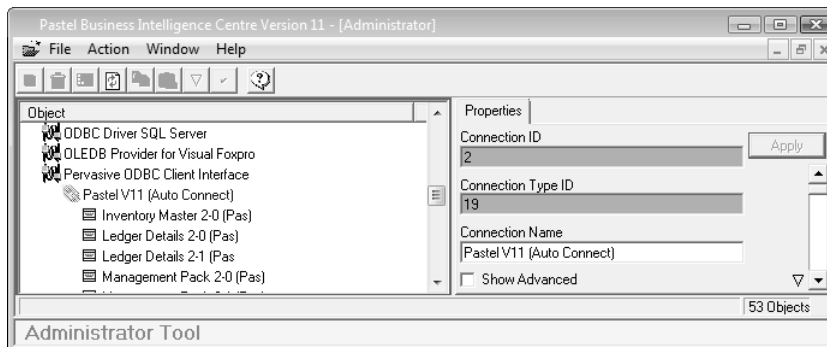 Pastel Business Intelligence Centre Version 11 - [Administrator]
File Action Window Help
Object
ODBC Driver SQL Server
OLEDB Provider for Visual Foxpro
Pervasive ODBC Client Interface
Pastel V11 (Auto Connect)
Inventory Master 2-0 (Pas)
Ledger Details 2-0 (Pas)
Ledger Details 2-1 (Pas
Management Pack 2-0 (Pas)
Properties
Connection ID
2
Apply
Connection Type ID
19
Connection Name
Pastel V11 (Auto Connect)
Show Advanced
53 Objects
Administrator Tool